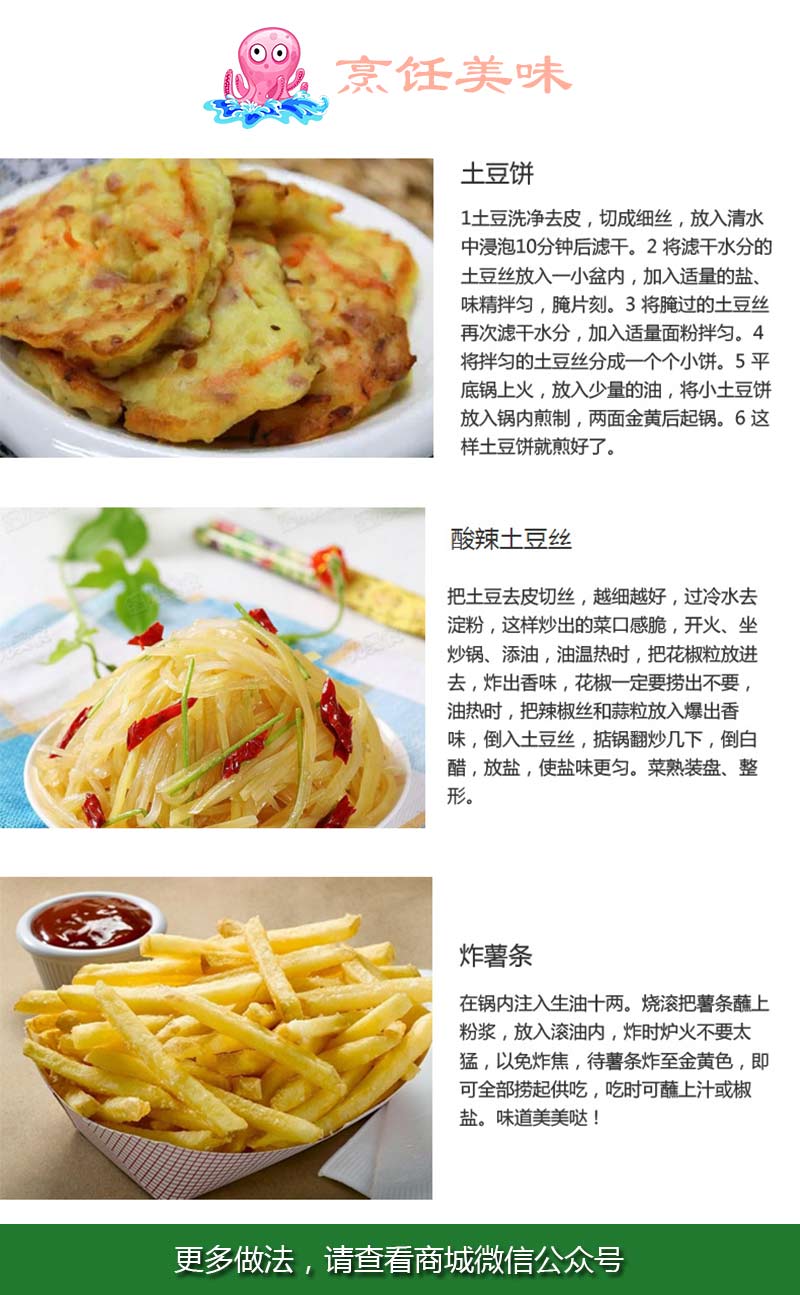 烹饪美味
土豆饼
1土豆洗净去皮，切成细丝，放入清水
中浸泡10分钟后滤干。2 将滤干水分的
土豆丝放入一小盆内，加入适量的盐、
味精拌匀，腌片刻。3 将腌过的土豆丝
再次滤干水分，加入适量面粉拌匀。4
将拌匀的土豆丝分成一个个小饼。5 平
底锅上火，放入少量的油，将小土豆饼
放入锅内煎制，两面金黄后起锅。6 这
样土豆饼就煎好了。
酸辣土豆丝
把土豆去皮切丝，越细越好，过冷水去
淀粉，这样炒出的菜口感脆，开火、坐
炒锅、添油，油温热时，把花椒粒放进
去，炸出香味，花椒一定要捞出不要，
油热时，把辣椒丝和蒜粒放入爆出香
味，倒入土豆丝，掂锅翻炒几下，倒白
醋，放盐，使盐味更匀。菜熟装盘、整
形。
炸薯条
在锅内注入生油十两。烧滚把薯条蘸上
粉浆，放入滚油内，炸时炉火不要太
猛，以免炸焦，待薯条炸至金黄色，即
可全部捞起供吃，吃时可蘸上汁或椒
盐。味道美美哒！
更多做法，请查看商城微信公众号